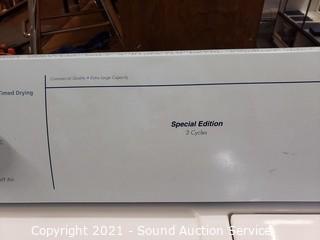 Commercial Quality • Extra Large Capacity
Timed Drying
Special Edition
3 Cycles
Air
Copyright 2021 - Sound Auction Service